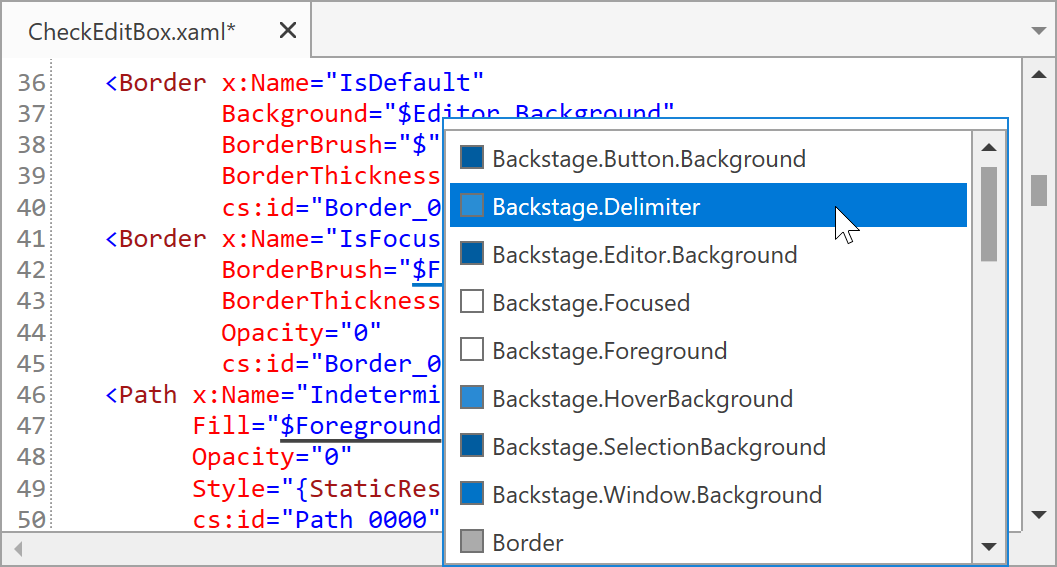 CheckEditBox.xaml*
36 <Border x:Name="IsDefault"
37 Background="$Editor.Background"
38 BorderBrush="$"
39 BorderThickness
40 cs:id="Border_0
41 <Border x:Name="IsFocus
42 BorderBrush="$F
43 BorderThickness
44 Opacity="0"
45 cs:id="Border_0
46 <Path x:Name="Indetermi
47 Fill="$Foreground
48 Opacity="0"
49 Style="{StaticRes
50 cs:id="Path_0000"
Backstage.Button.Background
Backstage.Delimiter
Backstage.Editor.Background
Backstage.Focused
Backstage.Foreground
Backstage.HoverBackground
Backstage.SelectionBackground
Backstage.Window.Background
Border